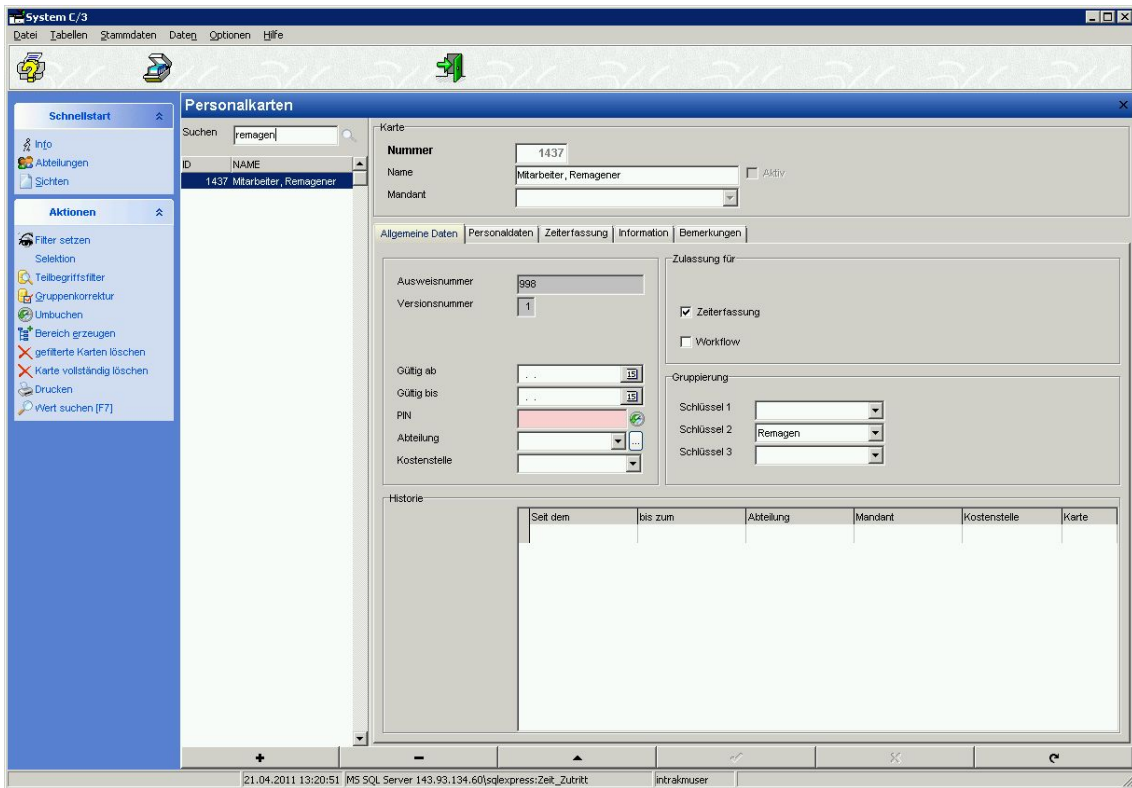 System C/3
Datei Tabellen Stammdaten Daten Optionen Hilfe
Schnellstart
Info
Abteilungen
Sichten
Aktionen
Filter setzen
Selektion
Teilbegriffsfilter
Gruppenkorrektur
Umbuchen
Bereich erzeugen
gefilterte Karten löschen
Karte vollständig löschen
Drucken
Wert suchen [F7]
Personalkarten
Suchen remagen
ID NAME
1437 Mitarbeiter, Remagener
Karte
Nummer 1437
Name Mitarbeiter, Remagener Aktiv
Mandant
Allgemeine Daten Personaldaten Zeiterfassung Information Bemerkungen
Ausweisnummer 998
Versionsnummer 1
Gültig ab . . 15
Gültig bis . . 15
PIN
Abteilung ...
Kostenstelle
Zulassung für
Zeiterfassung
Workflow
Gruppierung
Schlüssel 1
Schlüssel 2 Remagen
Schlüssel 3
Historie
Seit dem bis zum Abteilung Mandant Kostenstelle Karte
21.04.2011 13:20:51 MS SQL Server 143.93.134.60\sqlexpress:Zeit_Zutritt intrakmuser